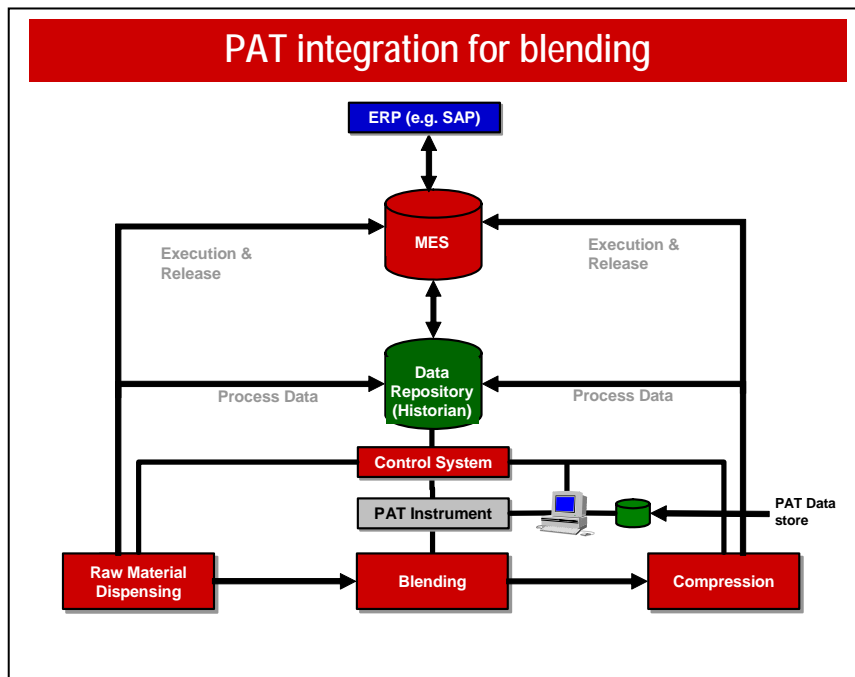 PAT integration for blending
ERP (e.g. SAP)
MES
Execution &
Release
Execution &
Release
Data
Repository
(Historian)
Process Data
Process Data
Control System
PAT Instrument
PAT Data
store
Raw Material
Dispensing
Blending
Compression